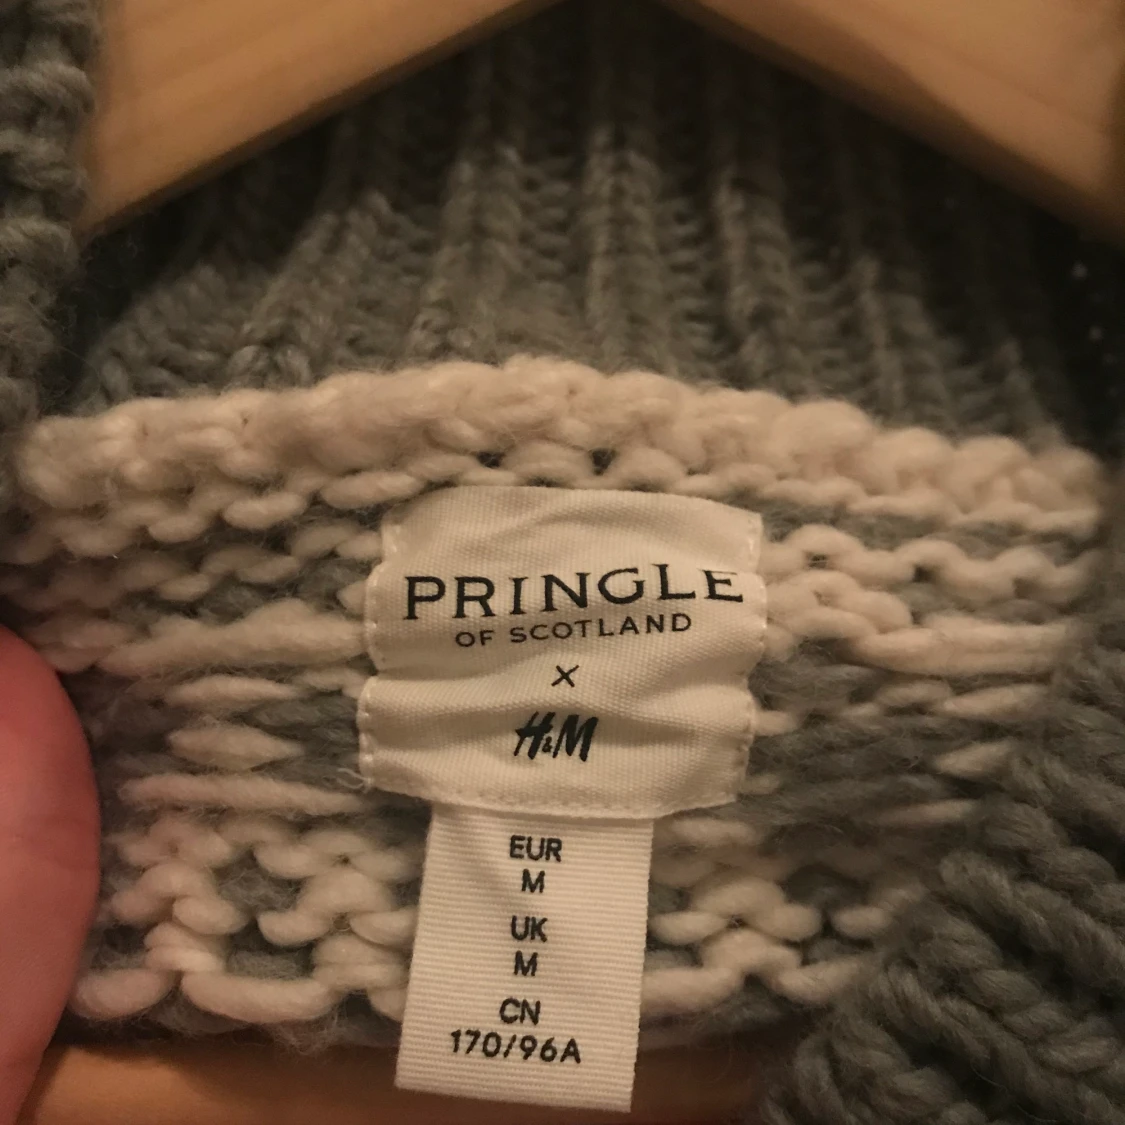 PRINGLE
OF SCOTLAND
X
H&M
EUR
M
UK
M
CN
170/96A